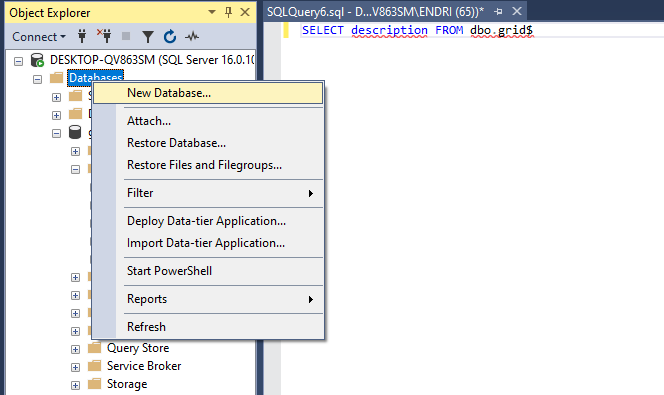 Object Explorer
Connect
DESKTOP-QV863SM (SQL Server 16.0.10
Databases
New Database...
Attach...
Restore Database...
Restore Files and Filegroups...
Filter
Deploy Data-tier Application...
Import Data-tier Application...
Start PowerShell
Reports
Refresh
Query Store
Service Broker
Storage
SQLQuery6.sql - D...V863SM\ENDRI (65))*
SELECT description FROM dbo.grid$